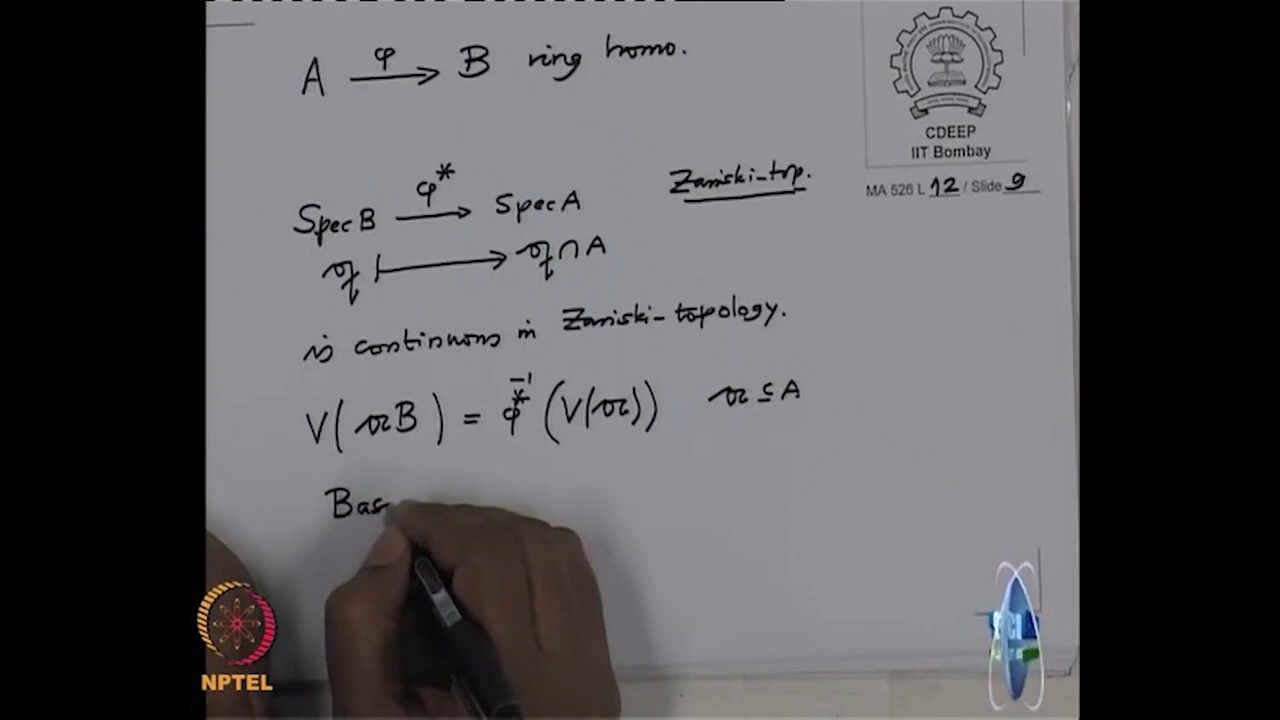 A φ→ B ring homo.
CDEEP
IIT Bombay
MA 526 L 12 / Slide 9
Zariski-top.
Spec B φ*→ Spec A
𝔮 ↦ 𝔮 ∩ A
is continuous in Zariski-topology.
V(𝔞B) = φ*⁻¹(V(𝔞)) 𝔞 ⊆ A
Bas
NPTEL